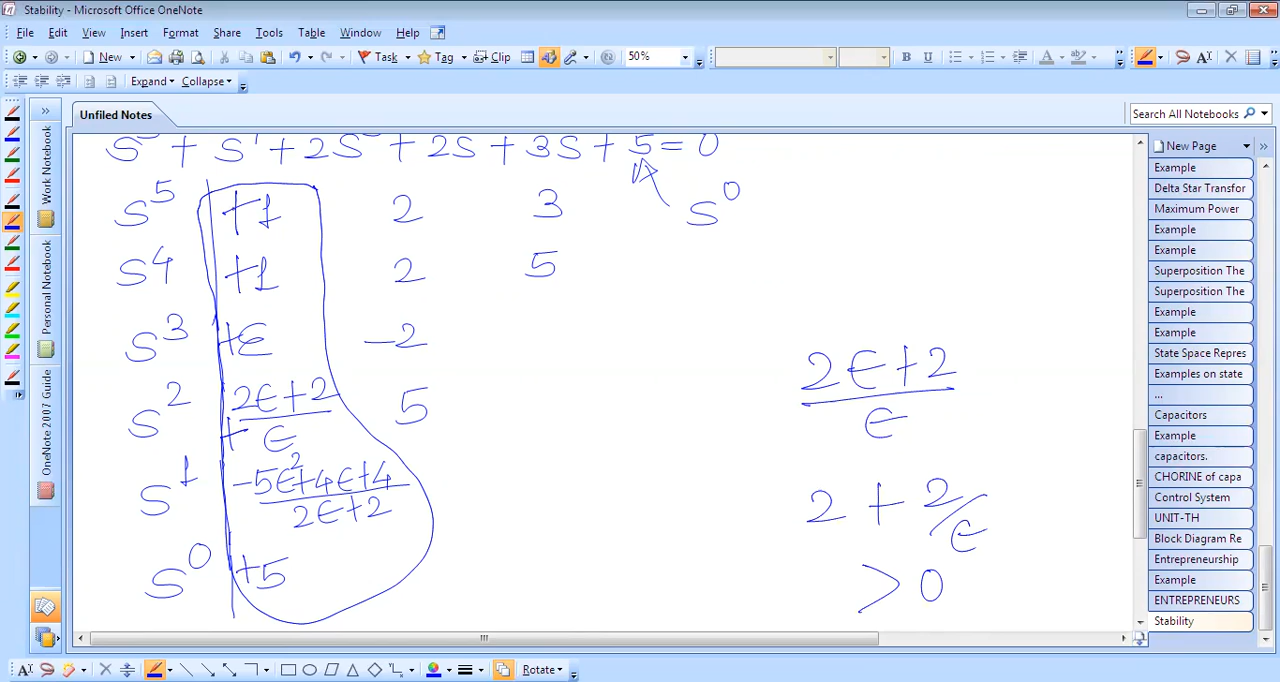 Stability - Microsoft Office OneNote
File Edit View Insert Format Share Tools Table Window Help
New Task Tag Clip 50% B U A
Expand Collapse
Unfiled Notes
Search All Notebooks
New Page
Work Notebook
Personal Notebook
OneNote 2007 Guide
+ 2S + 2S + 3S + 5 = 0
S⁵ +1 2 3 S⁰
S⁴ +1 2 5
S³ +ϵ -2
S² + (2ϵ+2)/ϵ 5
S¹ (-5ϵ²+4ϵ+4)/(2ϵ+2)
S⁰ +5
(2ϵ+2)/ϵ
2 + 2/ϵ
> 0
Example
Delta Star Transfor
Maximum Power
Example
Example
Superposition The
Superposition The
Example
Example
State Space Repres
Examples on state
...
Capacitors
Example
capacitors.
CHORINE of capa
Control System
UNIT-TH
Block Diagram Re
Entrepreneurship
Example
ENTREPRENEURS
Stability
A Rotate